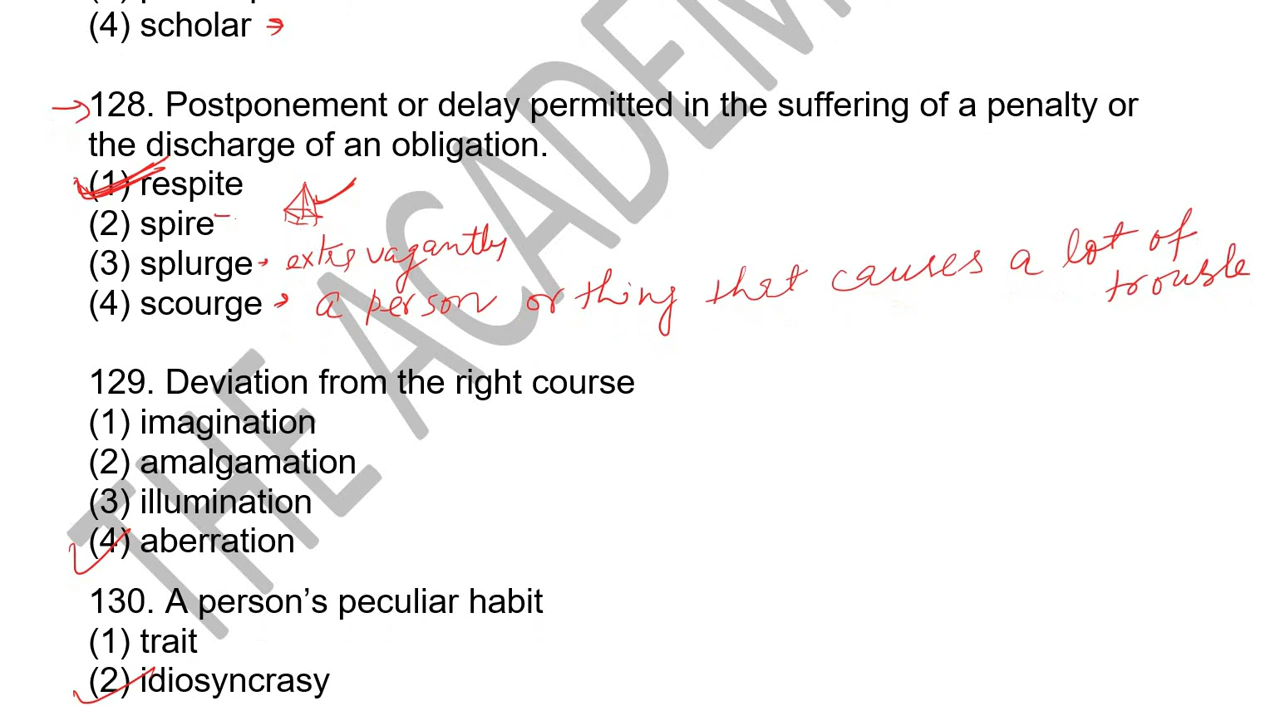 (4) scholar →
→128. Postponement or delay permitted in the suffering of a penalty or
the discharge of an obligation.
(1) respite
(2) spire
(3) splurge → extravagantly
(4) scourge → a person or thing that causes a lot of
trouble
129. Deviation from the right course
(1) imagination
(2) amalgamation
(3) illumination
(4) aberration
130. A person's peculiar habit
(1) trait
(2) idiosyncrasy
THE ACADEM